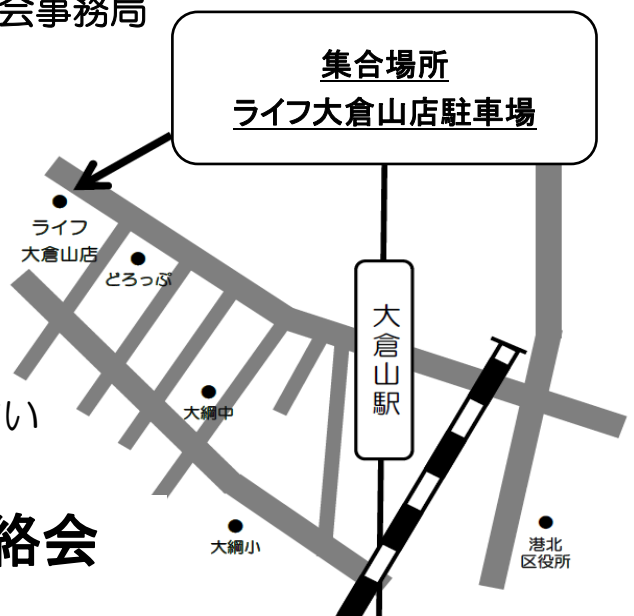 会事務局
集合場所
ライフ大倉山店駐車場
ライフ
大倉山店
どろっぷ
大倉山駅
大綱中
い
絡会
大綱小
港北
区役所